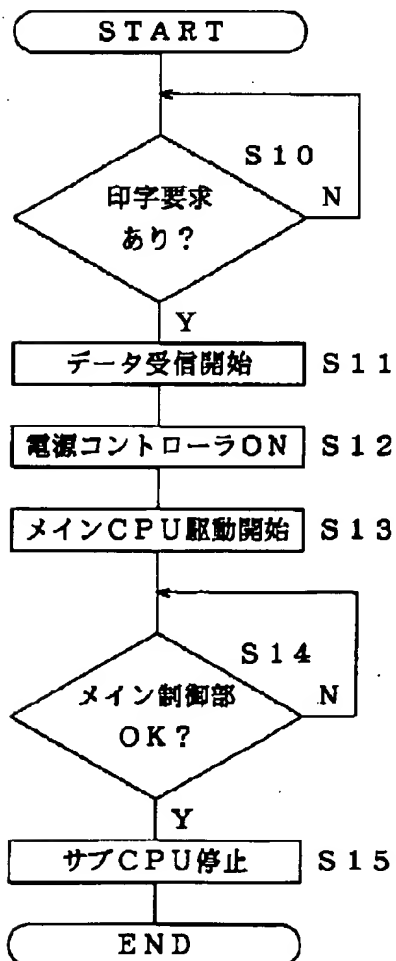 START
S10
印字要求
あり?
N
Y
データ受信開始 S11
電源コントローラON S12
メインCPU駆動開始 S13
S14
メイン制御部
OK?
N
Y
サブCPU停止 S15
END